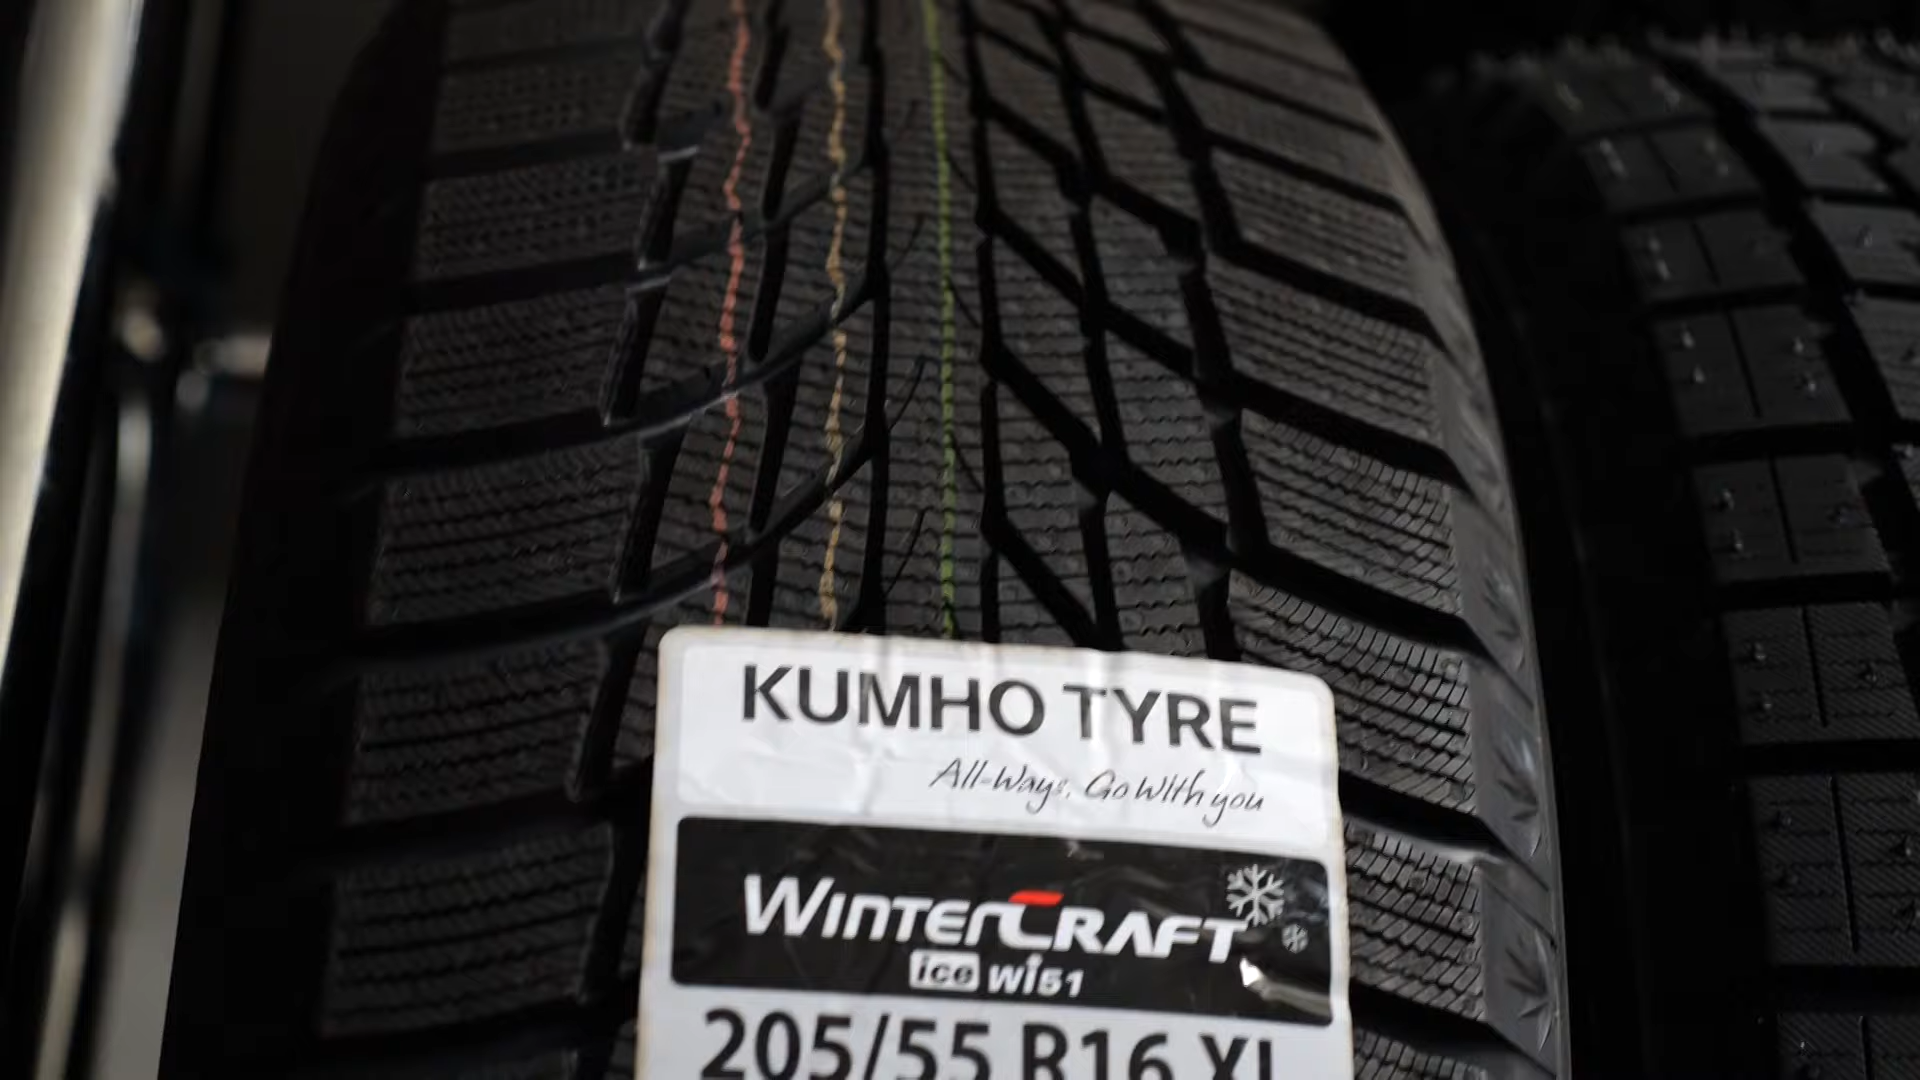 KUMHO TYRE
All-Ways, Go With you
WINTERCRAFT
ice wi51
205/55 R16 XL